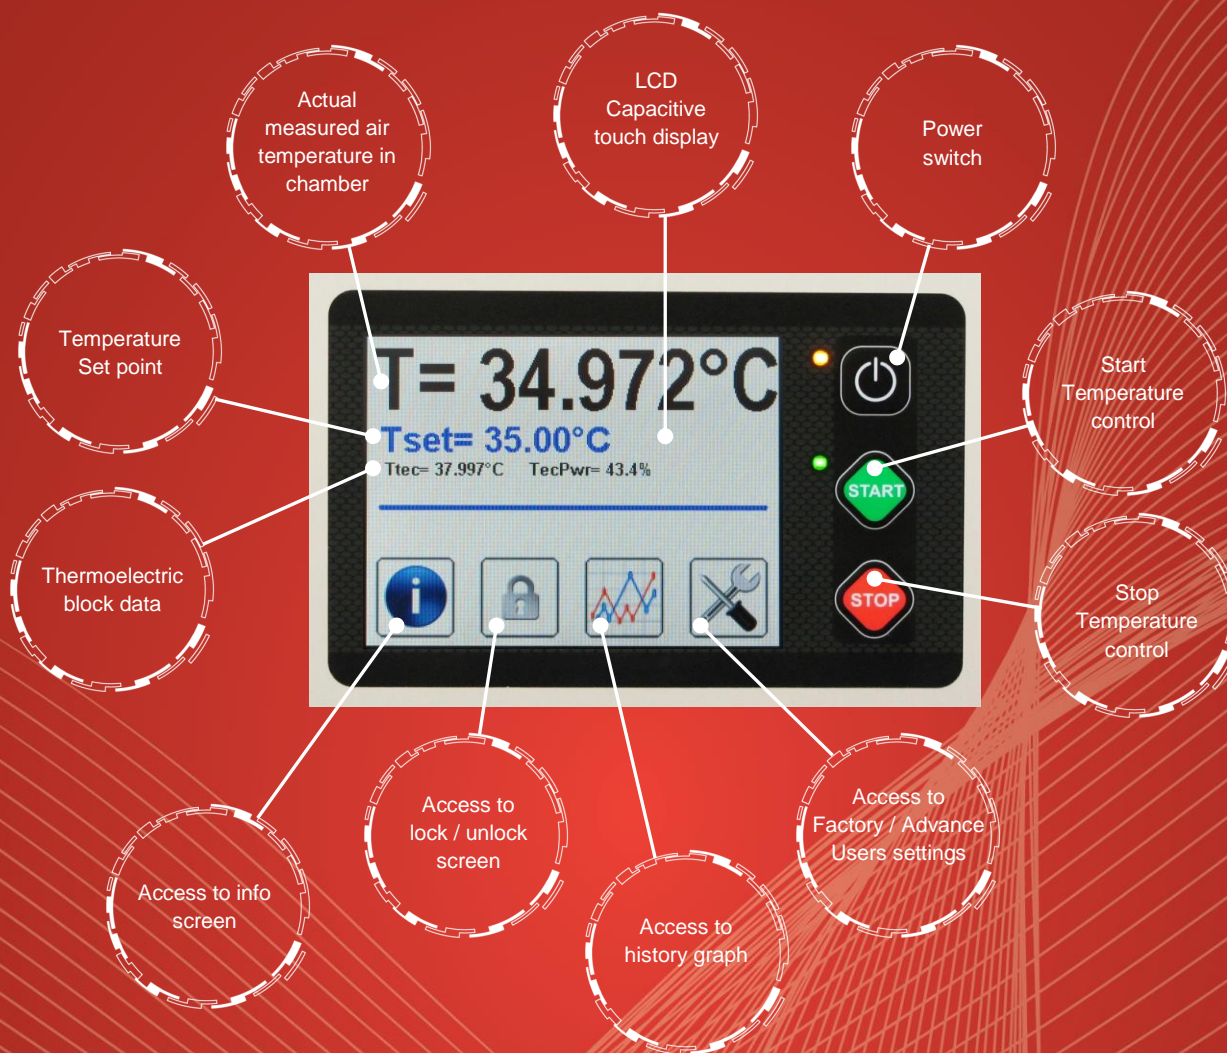 Actual
measured air
temperature in
chamber
LCD
Capacitive
touch display
Power
switch
Temperature
Set point
Start
Temperature
control
T= 34.972°C
Tset= 35.00°C
Ttec= 37.997°C TecPwr= 43.4%
START
Thermoelectric
block data
i
STOP
Stop
Temperature
control
Access to info
screen
Access to
lock / unlock
screen
Access to
history graph
Access to
Factory / Advance
Users settings